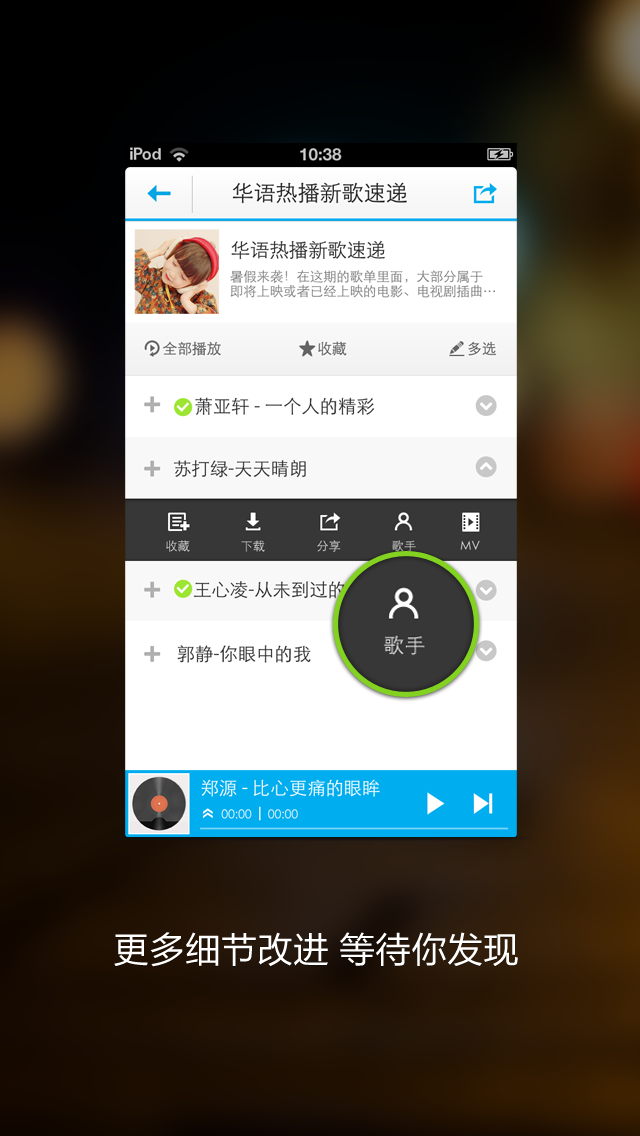 iPod 10:38
华语热播新歌速递
华语热播新歌速递
暑假来袭！在这期的歌单里面，大部分属于
即将上映或者已经上映的电影、电视剧插曲…
全部播放 收藏 多选
萧亚轩 - 一个人的精彩
苏打绿-天天晴朗
收藏 下载 分享 歌手 MV
王心凌-从未到过的
歌手
郭静-你眼中的我
郑源 - 比心更痛的眼眸
00:00 | 00:00
更多细节改进 等待你发现